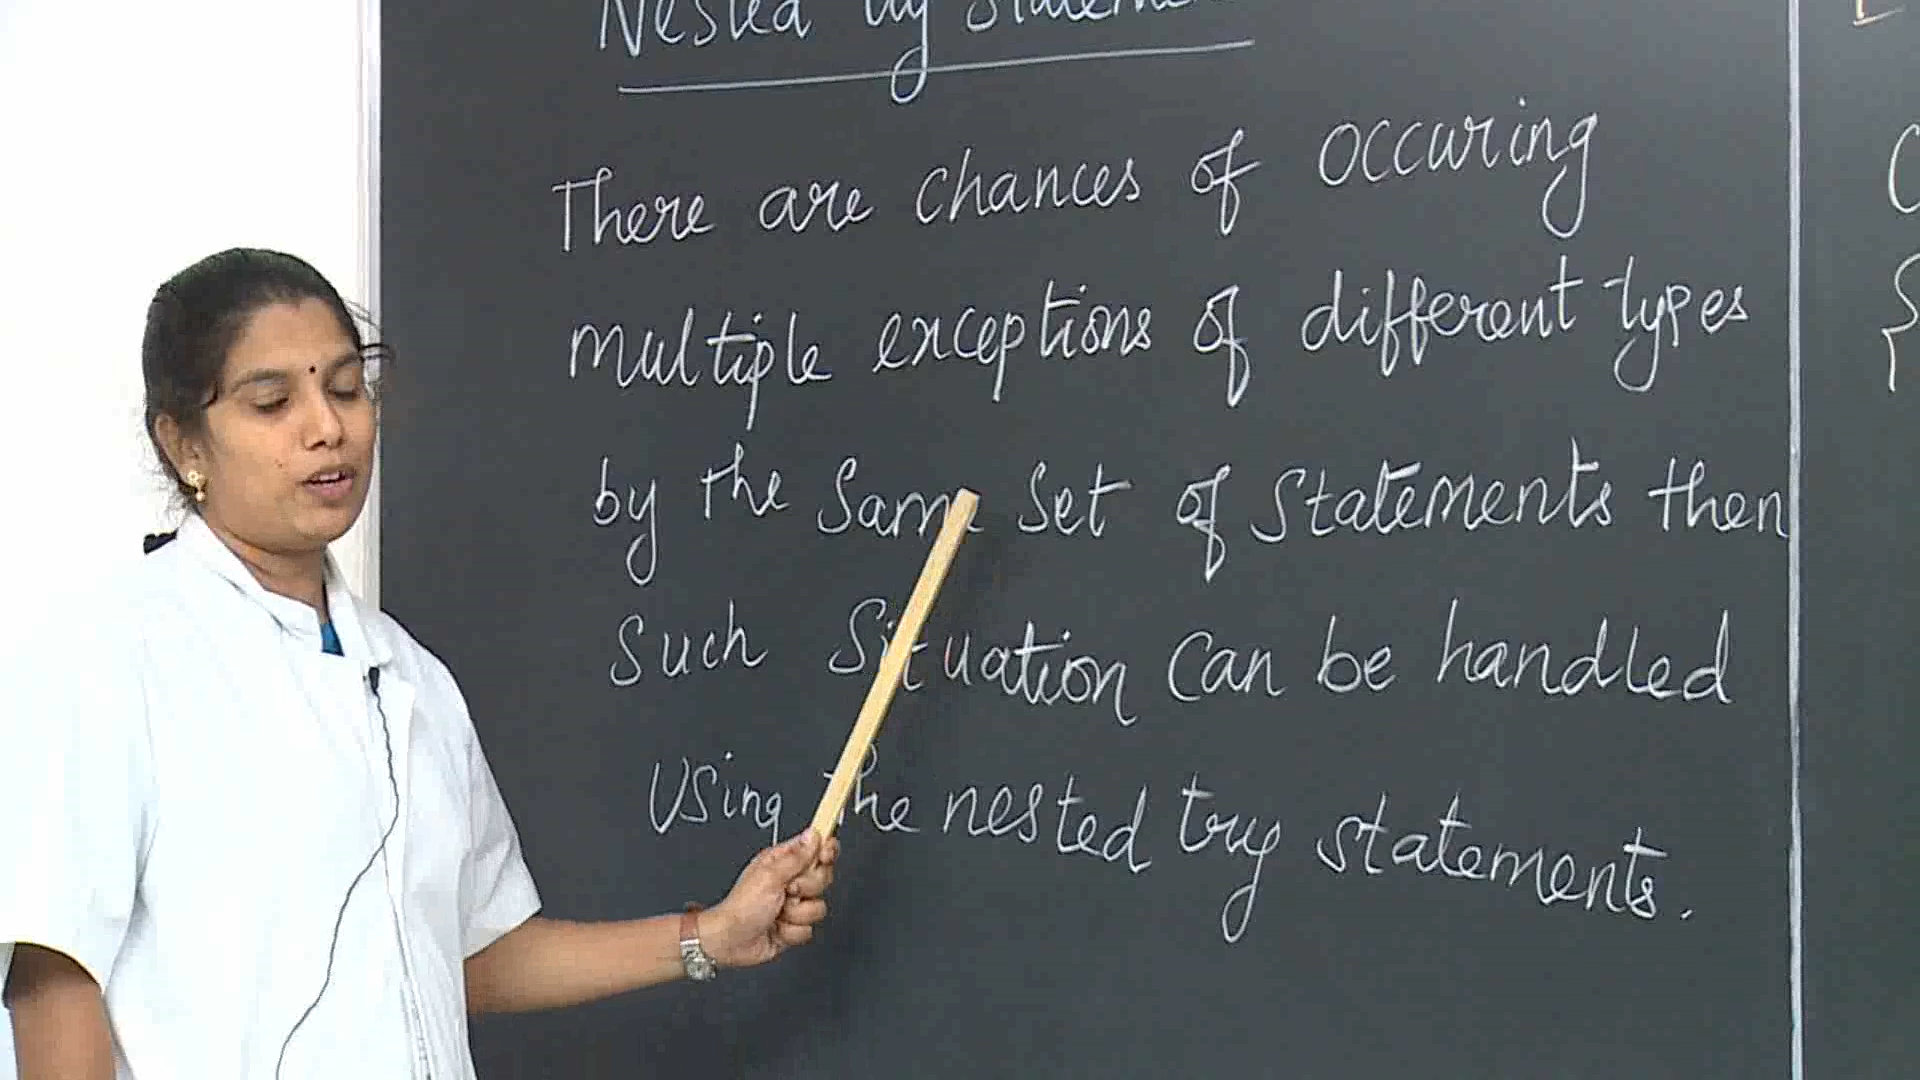 Nested try Statemen
There are chances of occuring
multiple exceptions of different types
by the Same Set of Statements then
Such Situation Can be handled
Using the nested try statements.